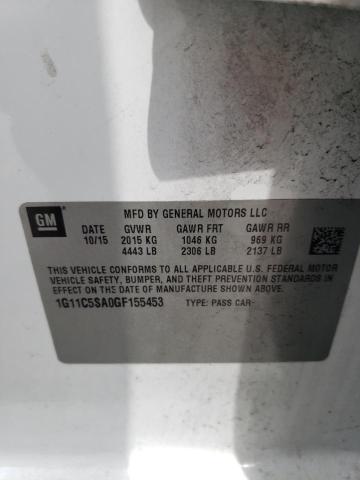 GM
MFD BY GENERAL MOTORS LLC
DATE GVWR GAWR FRT GAWR RR
10/15 2015 KG 1046 KG 969 KG
4443 LB 2306 LB 2137 LB
THIS VEHICLE CONFORMS TO ALL APPLICABLE U.S. FEDERAL MOTOR
VEHICLE SAFETY, BUMPER, AND THEFT PREVENTION STANDARDS IN
EFFECT ON THE DATE OF MANUFACTURE SHOWN ABOVE.
1G11C5SA0GF155453 TYPE: PASS CAR